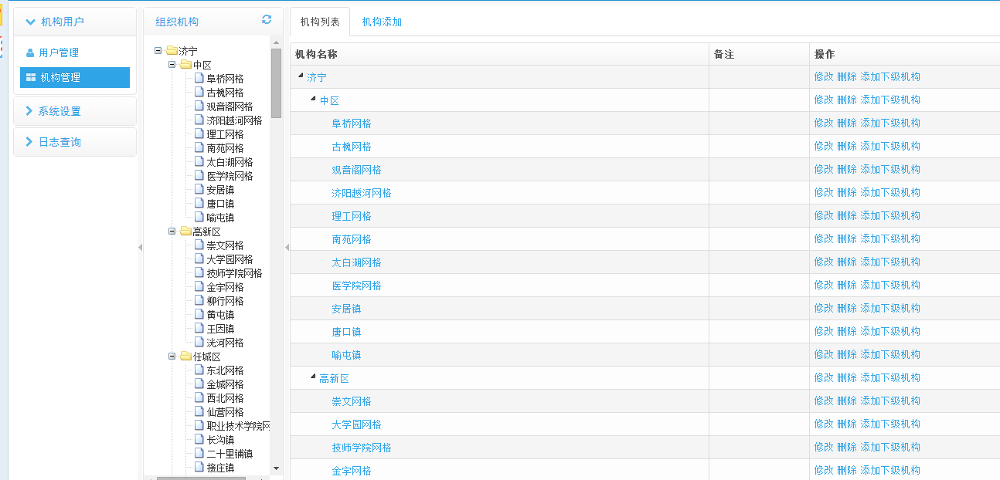 机构用户
用户管理
机构管理
系统设置
日志查询
组织机构
济宁
中区
阜桥网格
古槐网格
观音阁网格
济阳越河网格
理工网格
南苑网格
太白湖网格
医学院网格
安居镇
唐口镇
喻屯镇
高新区
崇文网格
大学园网格
技师学院网格
金宇网格
柳行网格
黄屯镇
王因镇
洸河网格
任城区
东北网格
金城网格
西北网格
仙营网格
职业技术学院网
长沟镇
二十里铺镇
接庄镇
机构列表 机构添加
机构名称 备注 操作
济宁 修改 删除 添加下级机构
中区 修改 删除 添加下级机构
阜桥网格 修改 删除 添加下级机构
古槐网格 修改 删除 添加下级机构
观音阁网格 修改 删除 添加下级机构
济阳越河网格 修改 删除 添加下级机构
理工网格 修改 删除 添加下级机构
南苑网格 修改 删除 添加下级机构
太白湖网格 修改 删除 添加下级机构
医学院网格 修改 删除 添加下级机构
安居镇 修改 删除 添加下级机构
唐口镇 修改 删除 添加下级机构
喻屯镇 修改 删除 添加下级机构
高新区 修改 删除 添加下级机构
崇文网格 修改 删除 添加下级机构
大学园网格 修改 删除 添加下级机构
技师学院网格 修改 删除 添加下级机构
金宇网格 修改 删除 添加下级机构